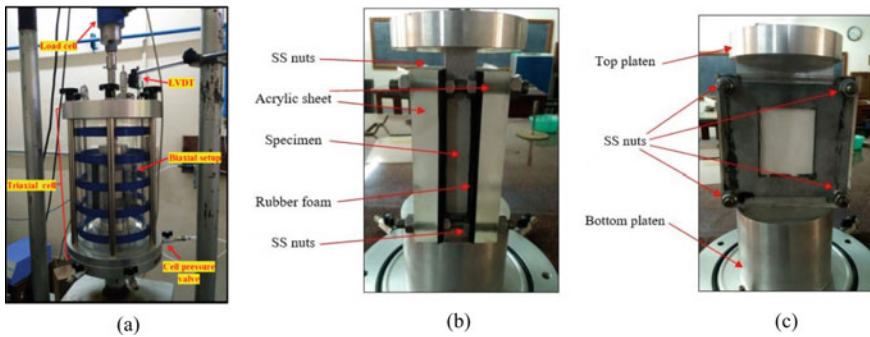 Load cell
LVDT
Biaxial setup
Triaxial cell
Cell pressure
valve
(a)
SS nuts
Acrylic sheet
Specimen
Rubber foam
SS nuts
(b)
Top platen
SS nuts
Bottom platen
(c)